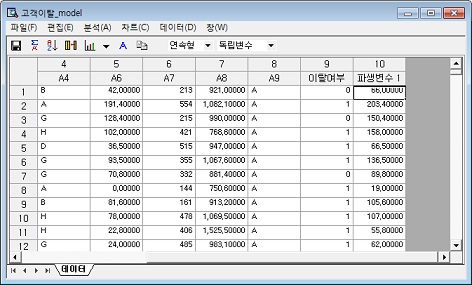 고객이탈_model
파일(F) 편집(E) 분석(A) 차트(C) 데이터(D) 창(W)
A 연속형 독립변수
4 5 6 7 8 9 10
A4 A6 A7 A8 A9 이탈여부 파생변수 1
1 B 42,00000 213 921,00000 A 0 66,00000
2 A 191,40000 554 1,082,10000 A 1 203,40000
3 G 128,40000 215 990,00000 A 0 150,40000
4 H 102,00000 421 768,60000 A 1 158,00000
5 D 36,50000 515 947,00000 A 1 66,50000
6 G 93,50000 355 1,067,60000 A 1 136,50000
7 G 70,80000 332 881,40000 G 0 89,80000
8 A 0,00000 144 750,60000 A 1 19,00000
9 B 81,60000 161 913,20000 A 1 105,60000
10 H 78,00000 478 1,069,50000 A 1 107,00000
11 H 22,80000 406 1,525,50000 A 1 55,80000
12 G 24,00000 485 983,10000 A 1 62,00000
데이터